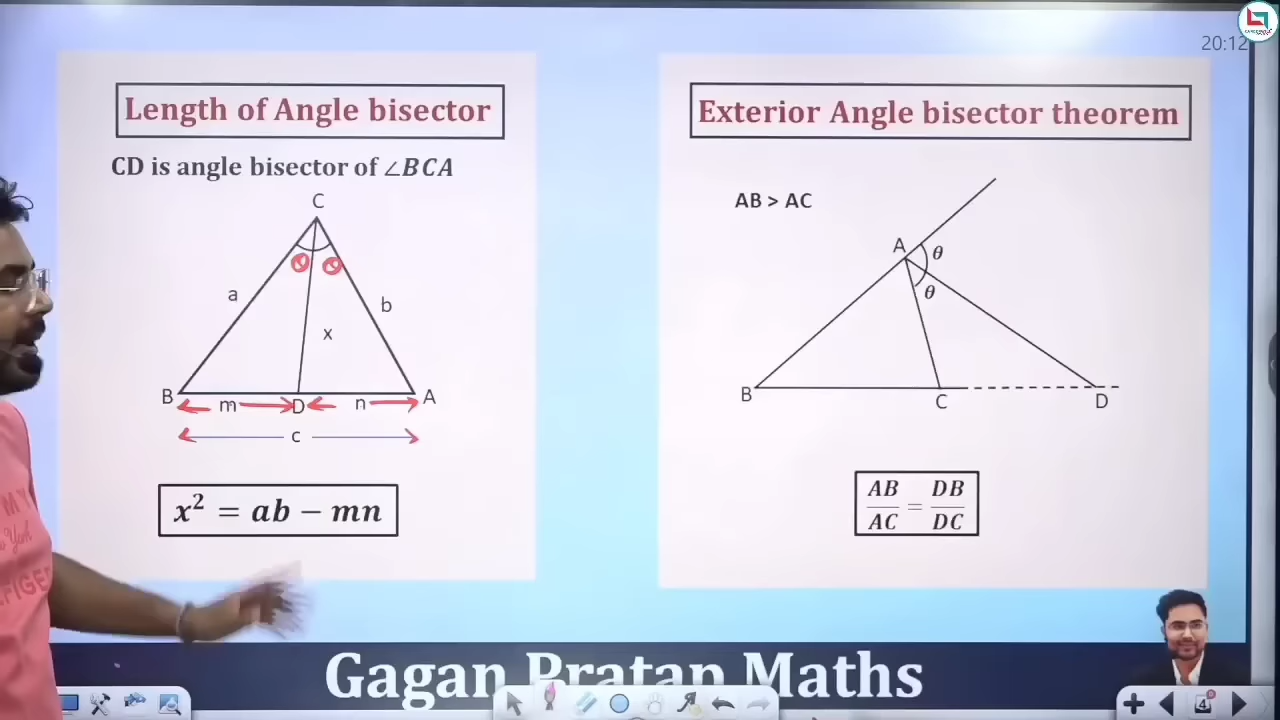 20:12
Length of Angle bisector
CD is angle bisector of ∠BCA
C
a
b
x
B
m
D
n
A
c
x² = ab − mn
Exterior Angle bisector theorem
AB > AC
A
θ
θ
B
C
D
AB/AC = DB/DC
Gagan Pratap Maths
4